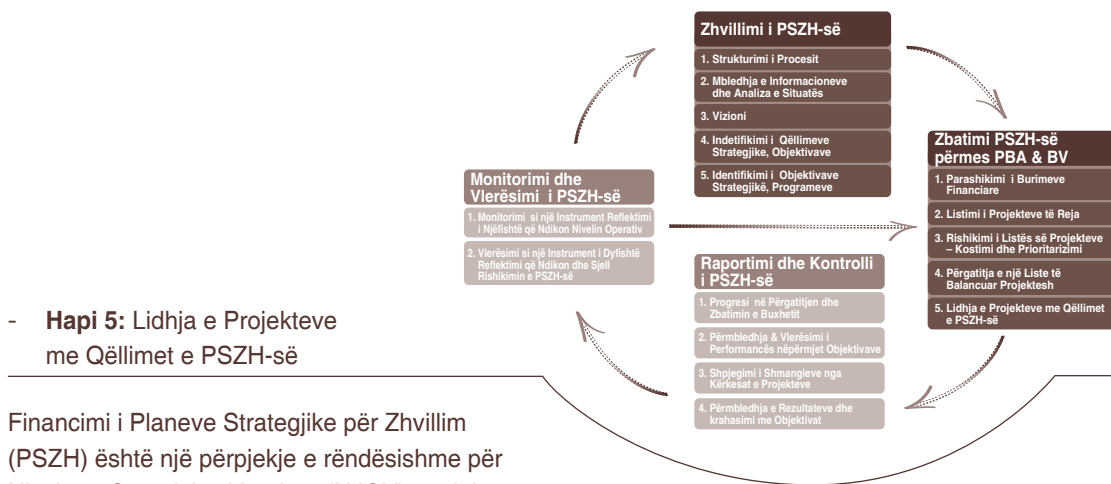 Zhvillimi i PSZH-së
1. Strukturimi i Procesit
2. Mbledhja e Informacioneve
dhe Analiza e Situatës
3. Vizioni
4. Indetifikimi i Qëllimeve
Strategjike, Objektivave
5. Identifikimi i Objektivave
Strategjikë, Programeve
Zbatimi PSZH-së
përmes PBA & BV
1. Parashikimi i Burimeve
Financiare
2. Listimi i Projekteve të Reja
3. Rishikimi i Listës së Projekteve
– Kostimi dhe Prioritarizimi
4. Përgatitja e një Liste të
Balancuar Projektesh
5. Lidhja e Projekteve me Qëllimet
e PSZH-së
Monitorimi dhe
Vlerësimi i PSZH-së
1. Monitorimi si një Instrument Reflektimi
i Njëfishtë që Ndikon Nivelin Operativ
2. Vlerësimi si një Instrument i Dyfishtë
Reflektimi që Ndikon dhe Sjell
Rishikimin e PSZH-së
Raportimi dhe Kontrolli
i PSZH-së
1. Progresi në Përgatitjen dhe
Zbatimin e Buxhetit
2. Përmbledhja & Vlerësimi i
Performancës nëpërmjet Objektivave
3. Shpjegimi i Shmangieve nga
Kërkesat e Projekteve
4. Përmbledhja e Rezultateve dhe
krahasimi me Objektivat
- Hapi 5: Lidhja e Projekteve
me Qëllimet e PSZH-së
Financimi i Planeve Strategjike për Zhvillim
(PSZH) është një përpjekje e rëndësishme për